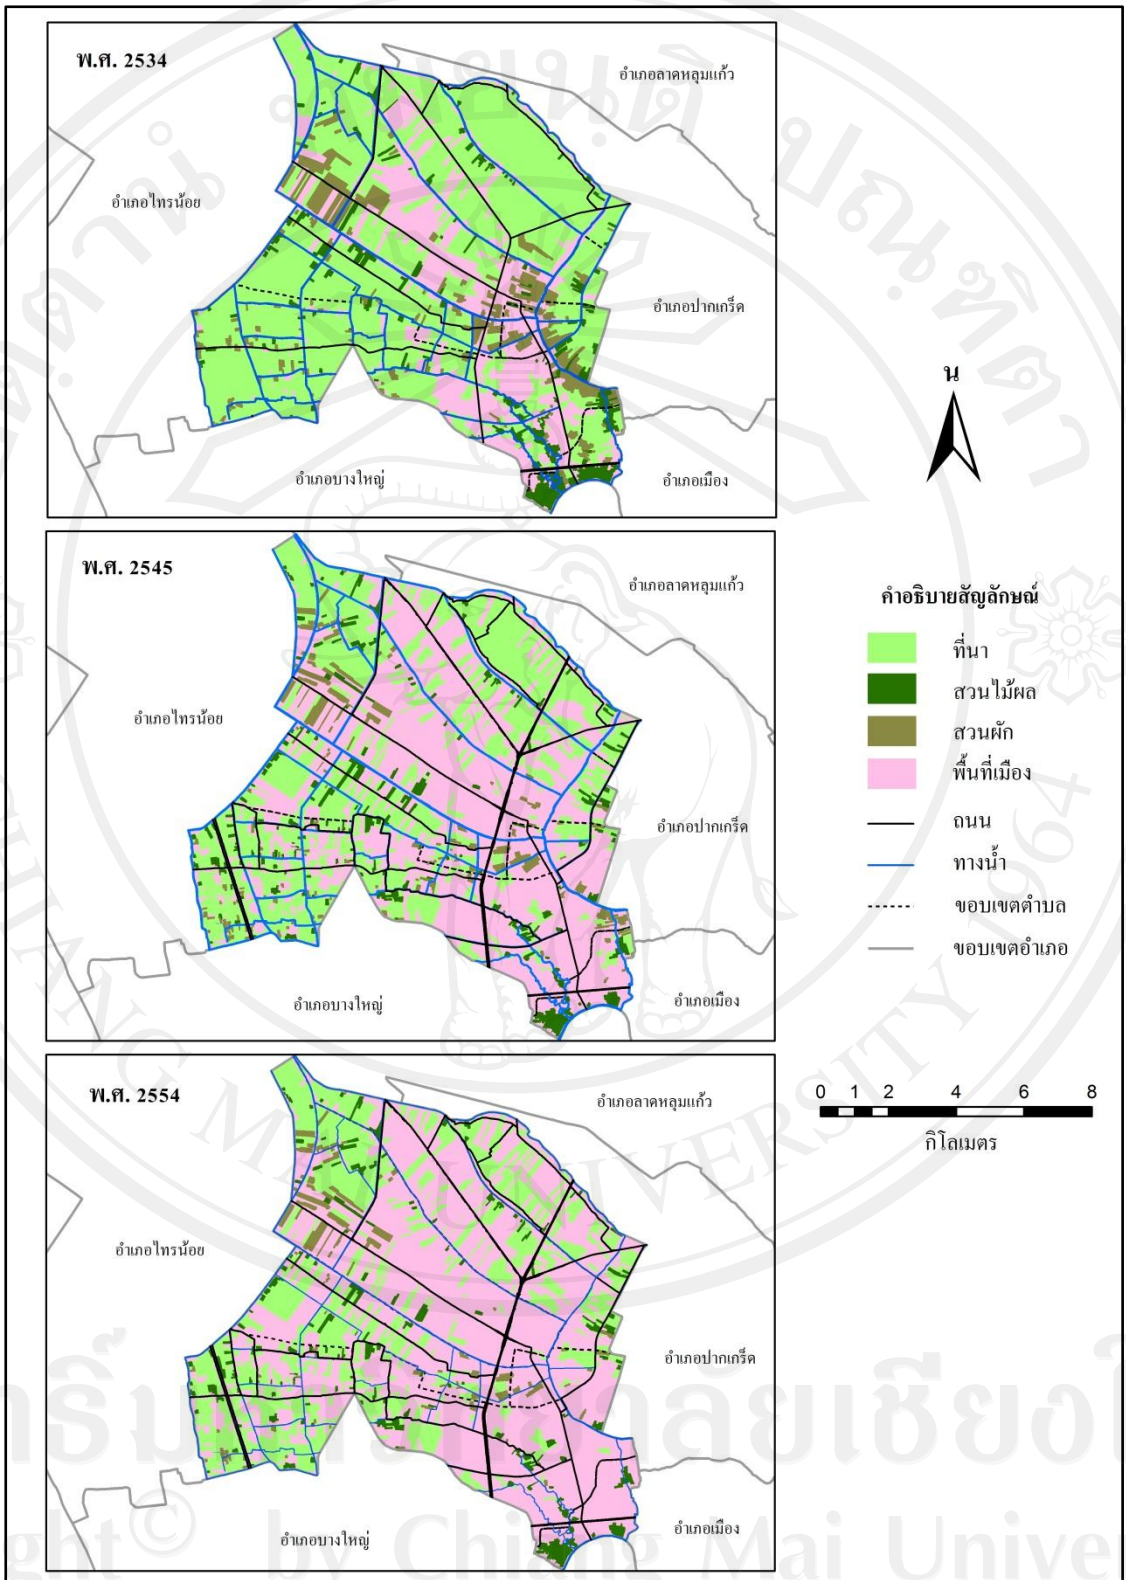 พ.ศ. 2534
อำเภอลาดหลุมแก้ว
อำเภอไทรน้อย
อำเภอปากเกร็ด
อำเภอบางใหญ่
อำเภอเมือง
พ.ศ. 2545
อำเภอลาดหลุมแก้ว
อำเภอไทรน้อย
อำเภอปากเกร็ด
อำเภอบางใหญ่
อำเภอเมือง
พ.ศ. 2554
อำเภอลาดหลุมแก้ว
อำเภอไทรน้อย
อำเภอปากเกร็ด
อำเภอบางใหญ่
อำเภอเมือง
น
คำอธิบายสัญลักษณ์
ที่นา
สวนไม้ผล
สวนผัก
พื้นที่เมือง
ถนน
ทางน้ำ
ขอบเขตตำบล
ขอบเขตอำเภอ
0 1 2 4 6 8
กิโลเมตร
CHIANG MAI UNIVERSITY 1964
ght © by Chiang Mai Univer